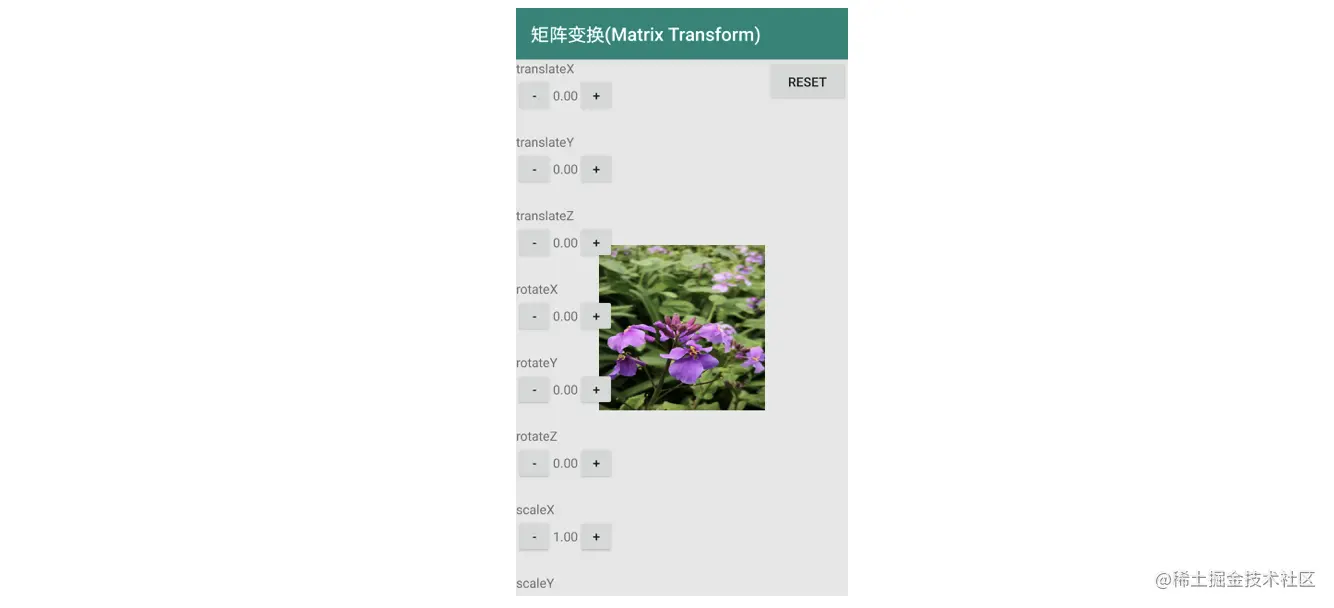 矩阵变换(Matrix Transform)
RESET
translateX
- 0.00 +
translateY
- 0.00 +
translateZ
- 0.00 +
rotateX
- 0.00 +
rotateY
- 0.00 +
rotateZ
- 0.00 +
scaleX
- 1.00 +
scaleY
@稀土掘金技术社区